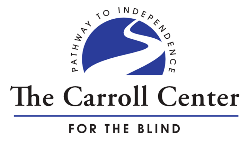 PATHWAY TO INDEPENDENCE
The Carroll Center
FOR THE BLIND